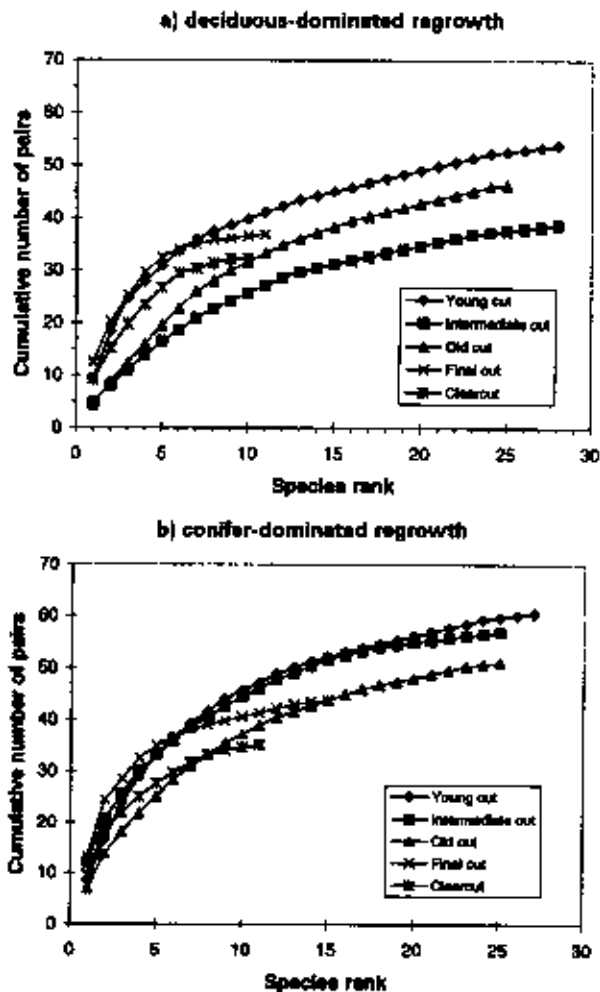 a) deciduous-dominated regrowth
70
60
50
40
30
20
10
0
Cumulative number of pairs
Young cut
Intermediate cut
Old cut
Final cut
Clearcut
0 5 10 15 20 25 30
Species rank
b) conifer-dominated regrowth
70
60
50
40
30
20
10
0
Cumulative number of pairs
Young cut
Intermediate cut
Old cut
Final cut
Clearcut
0 5 10 15 20 25 30
Species rank